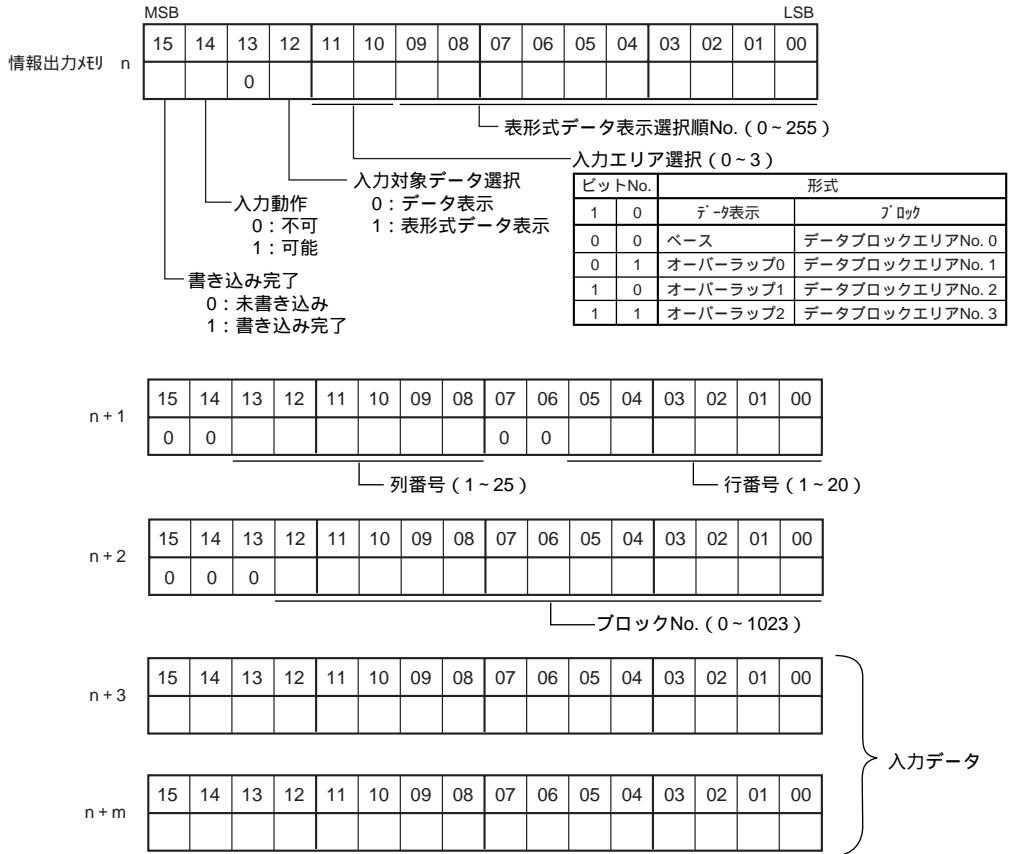 MSB LSB
情報出力ﾒﾓﾘ n
15 14 13 12 11 10 09 08 07 06 05 04 03 02 01 00
0
表形式データ表示選択順No.（0~255）
入力エリア選択（0~3）
入力対象データ選択
0：データ表示
1：表形式データ表示
入力動作
0：不可
1：可能
書き込み完了
0：未書き込み
1：書き込み完了
ビットNo. 形式
1 0 ﾃﾞｰﾀ表示 ﾌﾞﾛｯｸ
0 0 ベース データブロックエリアNo. 0
0 1 オーバーラップ0 データブロックエリアNo. 1
1 0 オーバーラップ1 データブロックエリアNo. 2
1 1 オーバーラップ2 データブロックエリアNo. 3
n + 1
15 14 13 12 11 10 09 08 07 06 05 04 03 02 01 00
0 0 0 0
列番号（1~25） 行番号（1~20）
n + 2
15 14 13 12 11 10 09 08 07 06 05 04 03 02 01 00
0 0 0
ブロックNo.（0~1023）
n + 3
15 14 13 12 11 10 09 08 07 06 05 04 03 02 01 00
入力データ
n + m
15 14 13 12 11 10 09 08 07 06 05 04 03 02 01 00